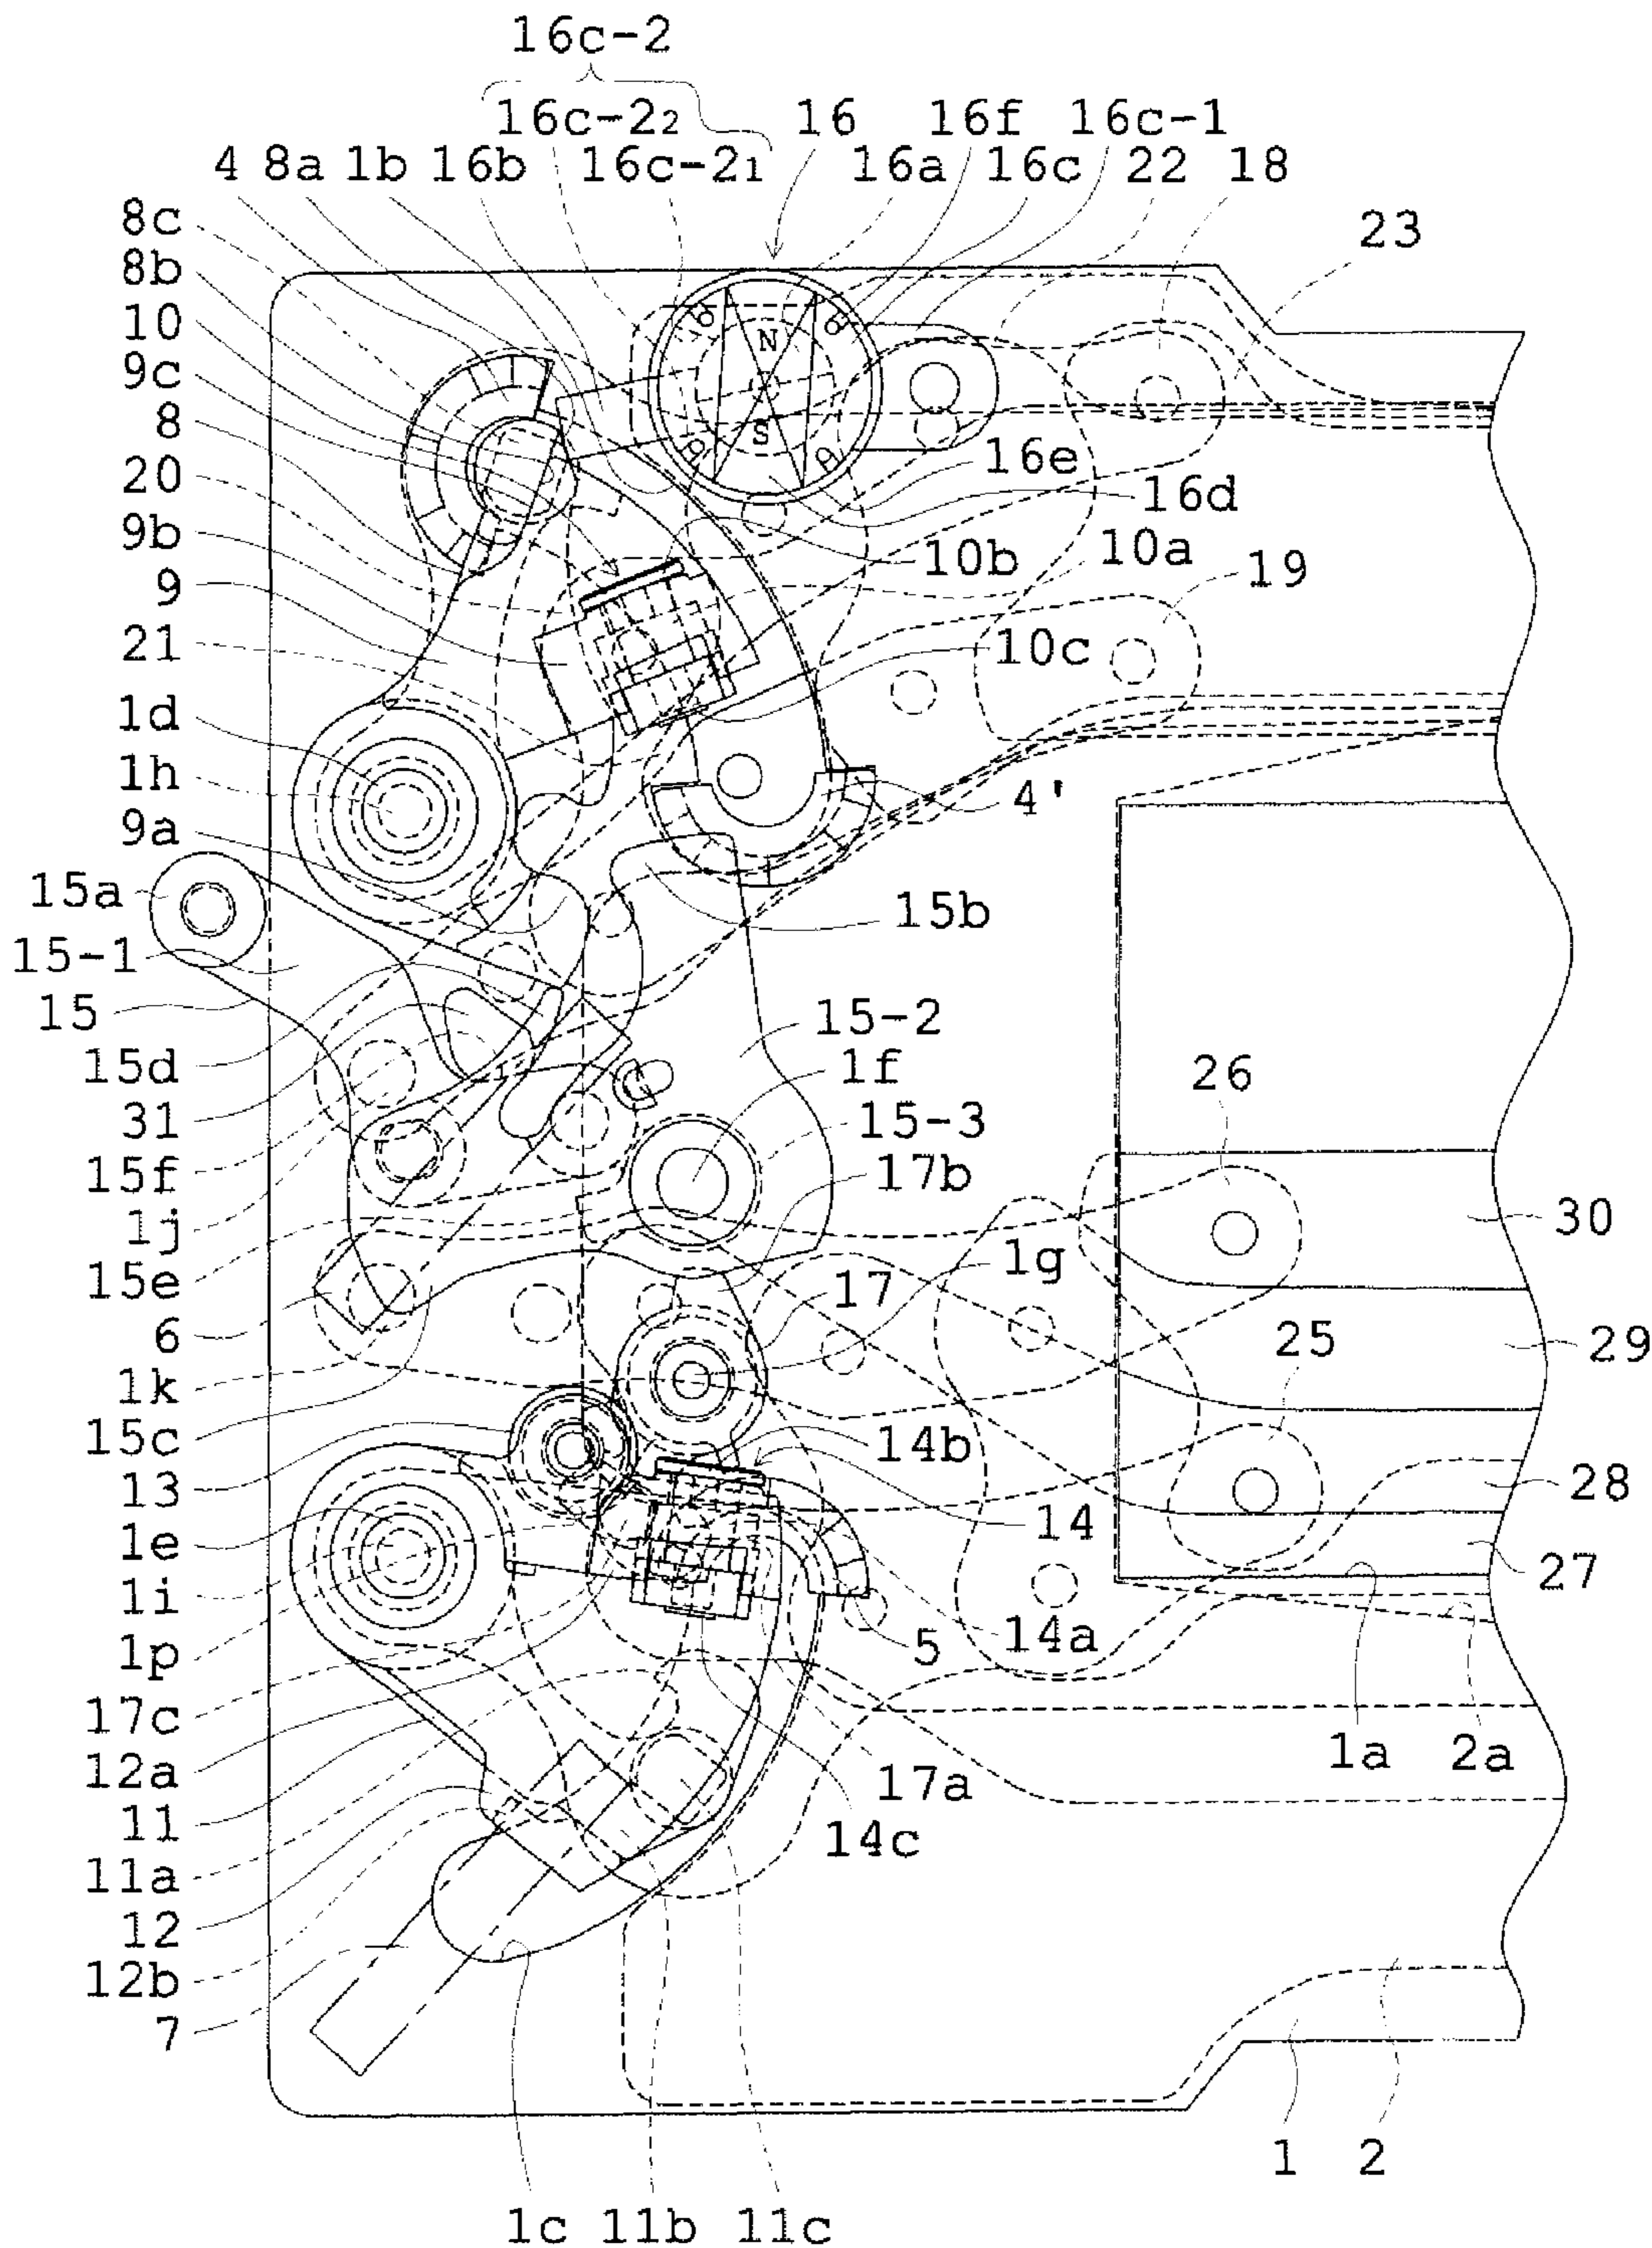 16c-2
16c-2₂ 16 16f 16c-1
4 8a 1b 16b 16c-2₁ 16a 16c 22 18
8c
23
8b
10
N
9c
8
S
16e
20
16d
9b
10b
10a
9
19
21
10c
1d
1h
4'
9a
15a
15b
15-1
15
15-2
15d
1f
26
31
15-3
15f
17b
1j
30
15e
1g
17
6
25
29
1k
15c
14b
13
28
1e
14
1i
27
1p
5
14a
17c
12a
1a 2a
11
17a
14c
11a
12
12b
7
1 2
1c 11b 11c